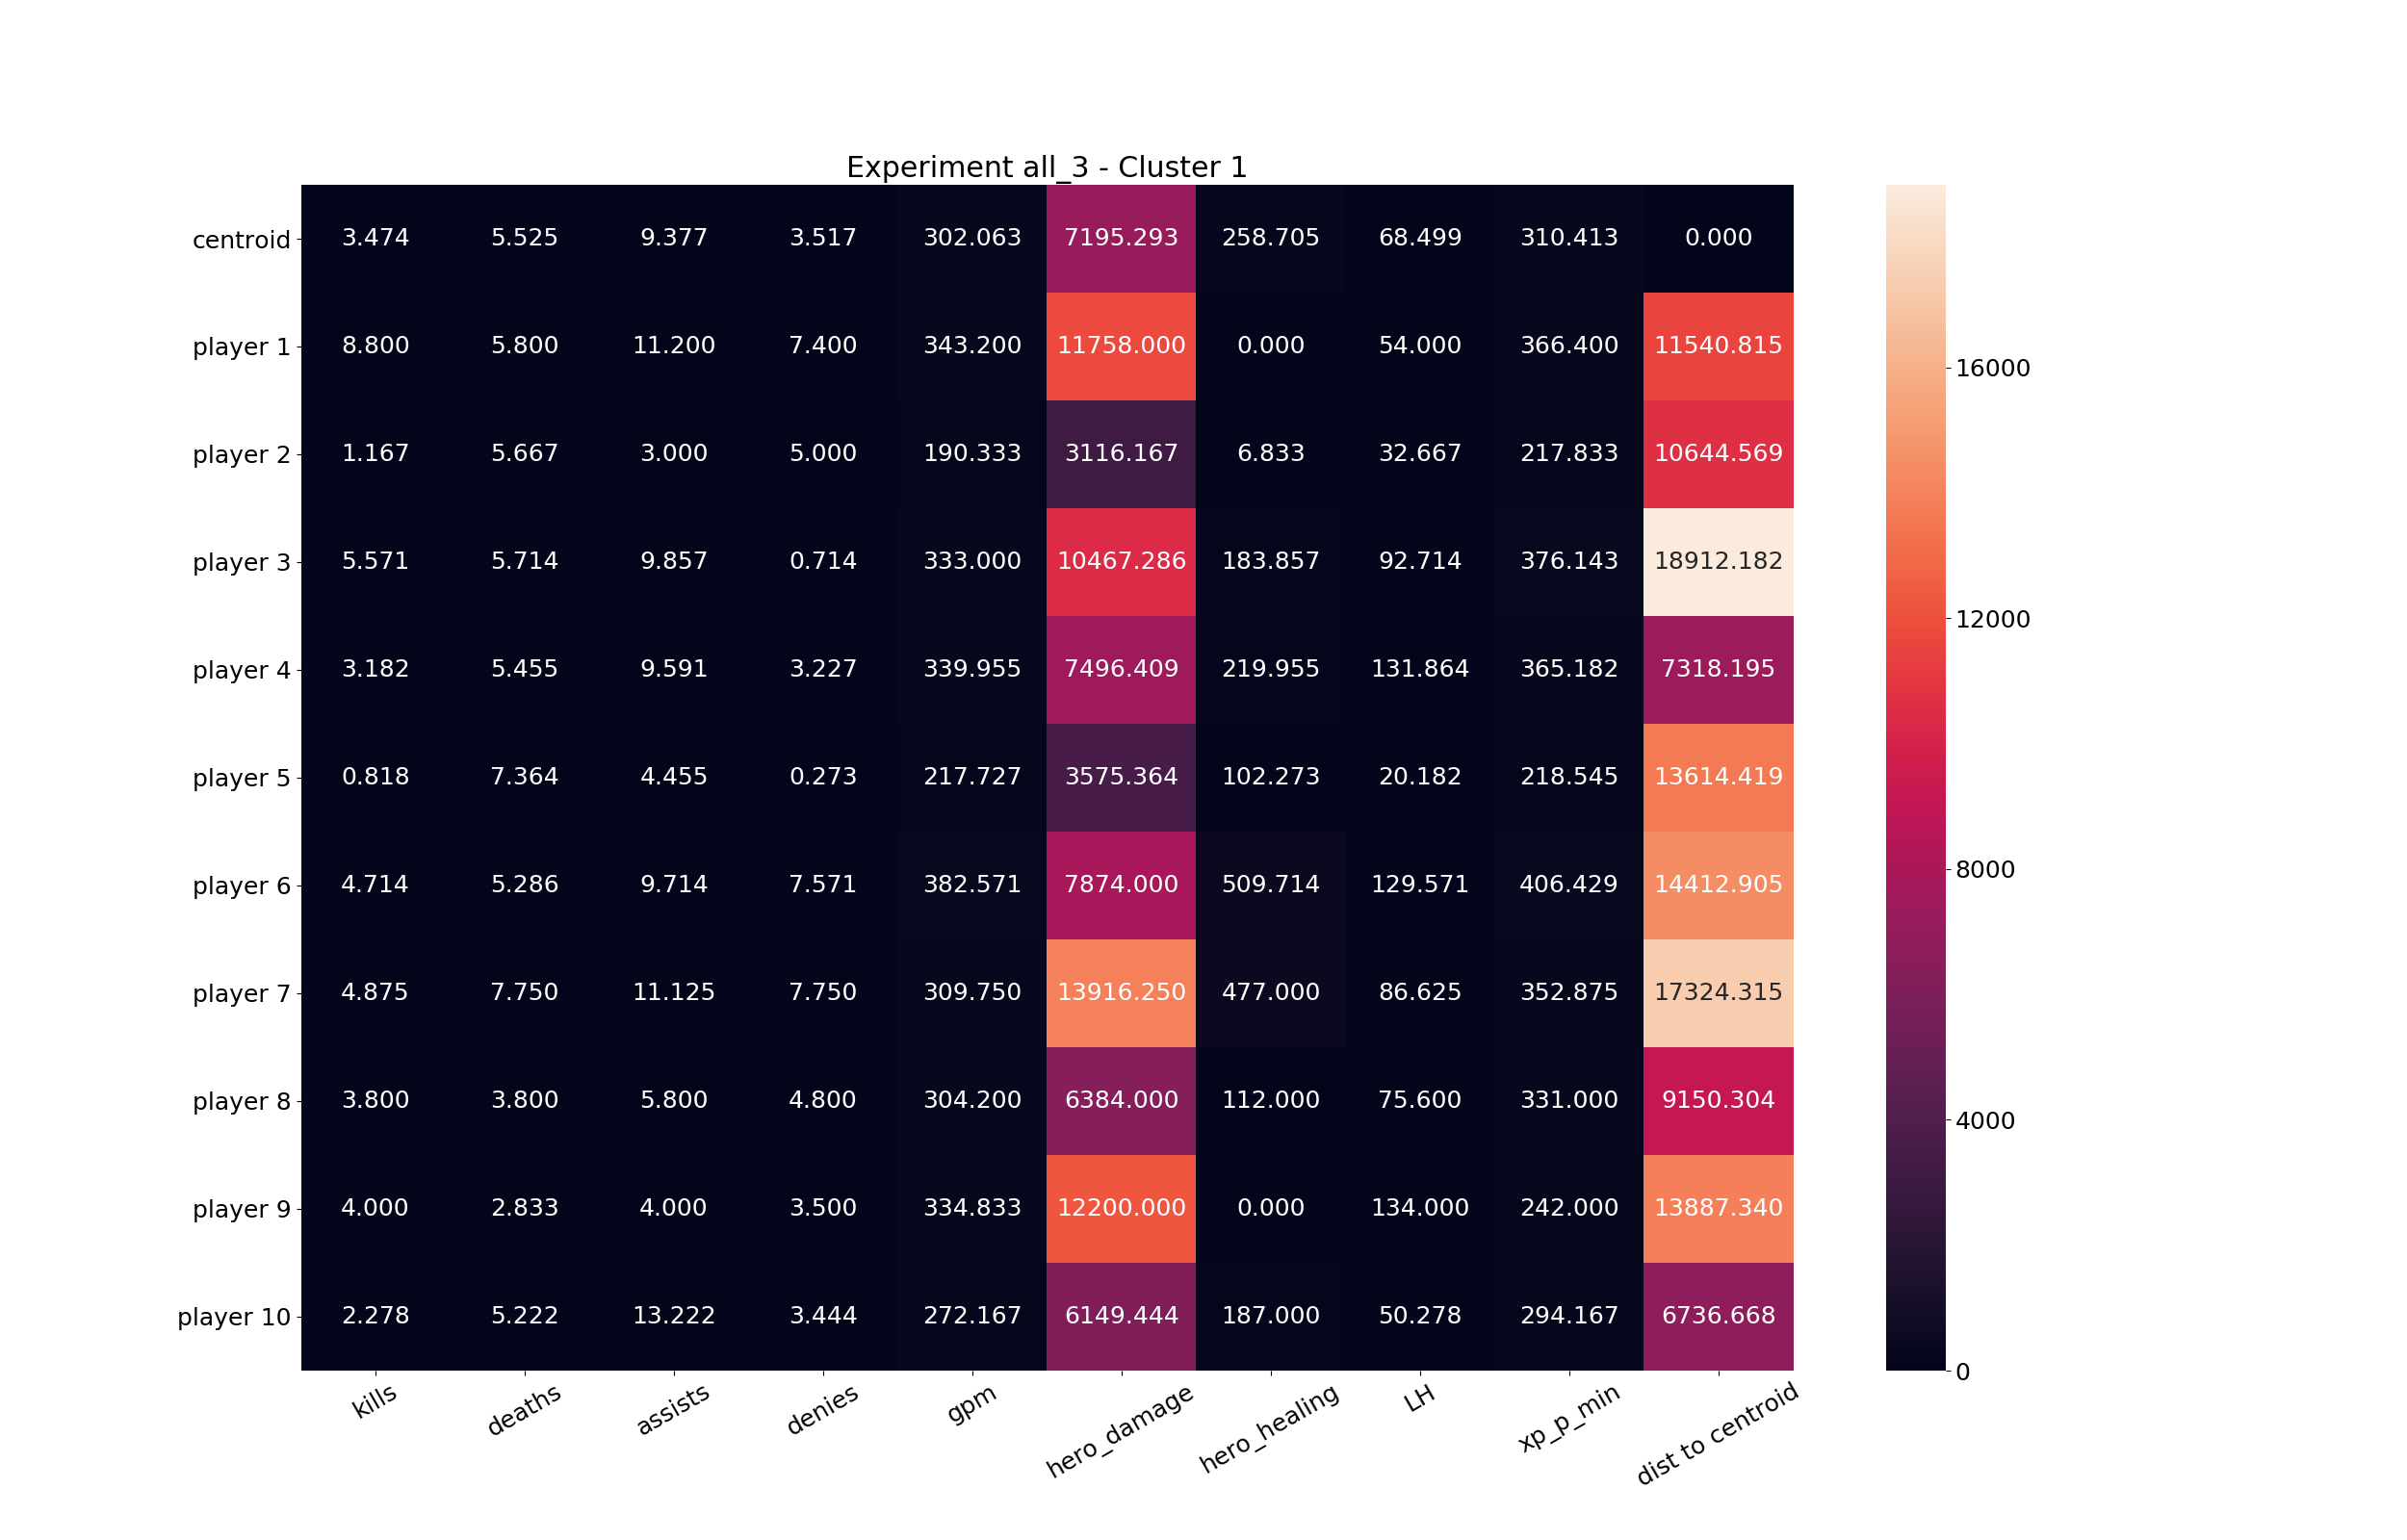 Experiment all_3 - Cluster 1
centroid 3.474 5.525 9.377 3.517 302.063 7195.293 258.705 68.499 310.413 0.000
player 1 8.800 5.800 11.200 7.400 343.200 11758.000 0.000 54.000 366.400 11540.815
player 2 1.167 5.667 3.000 5.000 190.333 3116.167 6.833 32.667 217.833 10644.569
player 3 5.571 5.714 9.857 0.714 333.000 10467.286 183.857 92.714 376.143 18912.182
player 4 3.182 5.455 9.591 3.227 339.955 7496.409 219.955 131.864 365.182 7318.195
player 5 0.818 7.364 4.455 0.273 217.727 3575.364 102.273 20.182 218.545 13614.419
player 6 4.714 5.286 9.714 7.571 382.571 7874.000 509.714 129.571 406.429 14412.905
player 7 4.875 7.750 11.125 7.750 309.750 13916.250 477.000 86.625 352.875 17324.315
player 8 3.800 3.800 5.800 4.800 304.200 6384.000 112.000 75.600 331.000 9150.304
player 9 4.000 2.833 4.000 3.500 334.833 12200.000 0.000 134.000 242.000 13887.340
player 10 2.278 5.222 13.222 3.444 272.167 6149.444 187.000 50.278 294.167 6736.668
kills deaths assists denies gpm hero_damage hero_healing LH xp_p_min dist to centroid
16000
12000
8000
4000
0